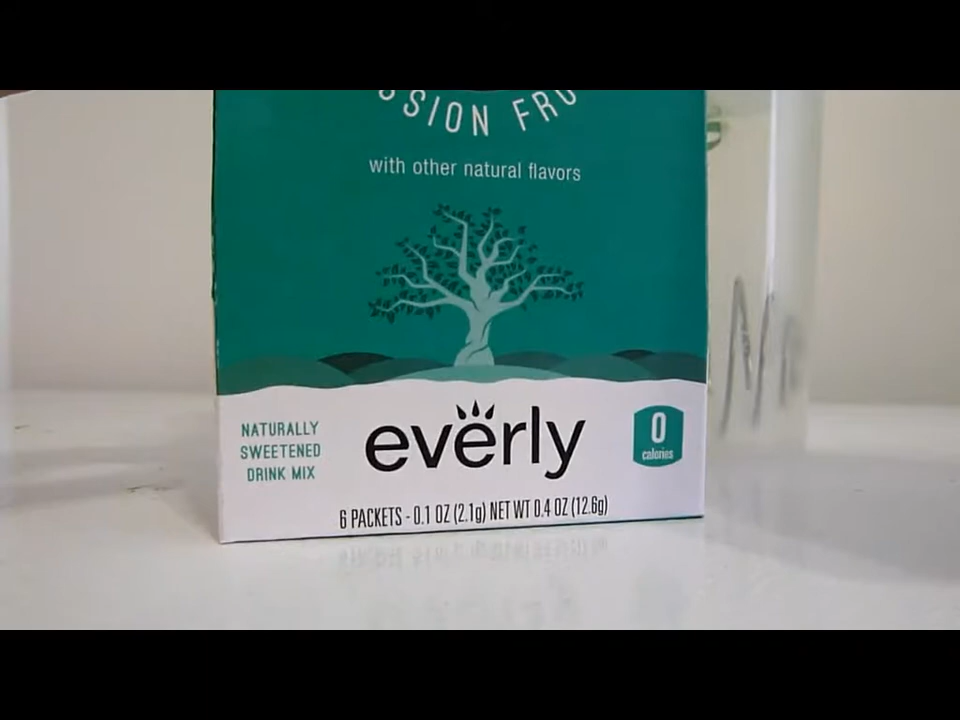 SSION FRU
with other natural flavors
NATURALLY
SWEETENED
DRINK MIX
everly
0
calories
6 PACKETS - 0.1 OZ (2.1g) NET WT 0.4 OZ (12.6g)